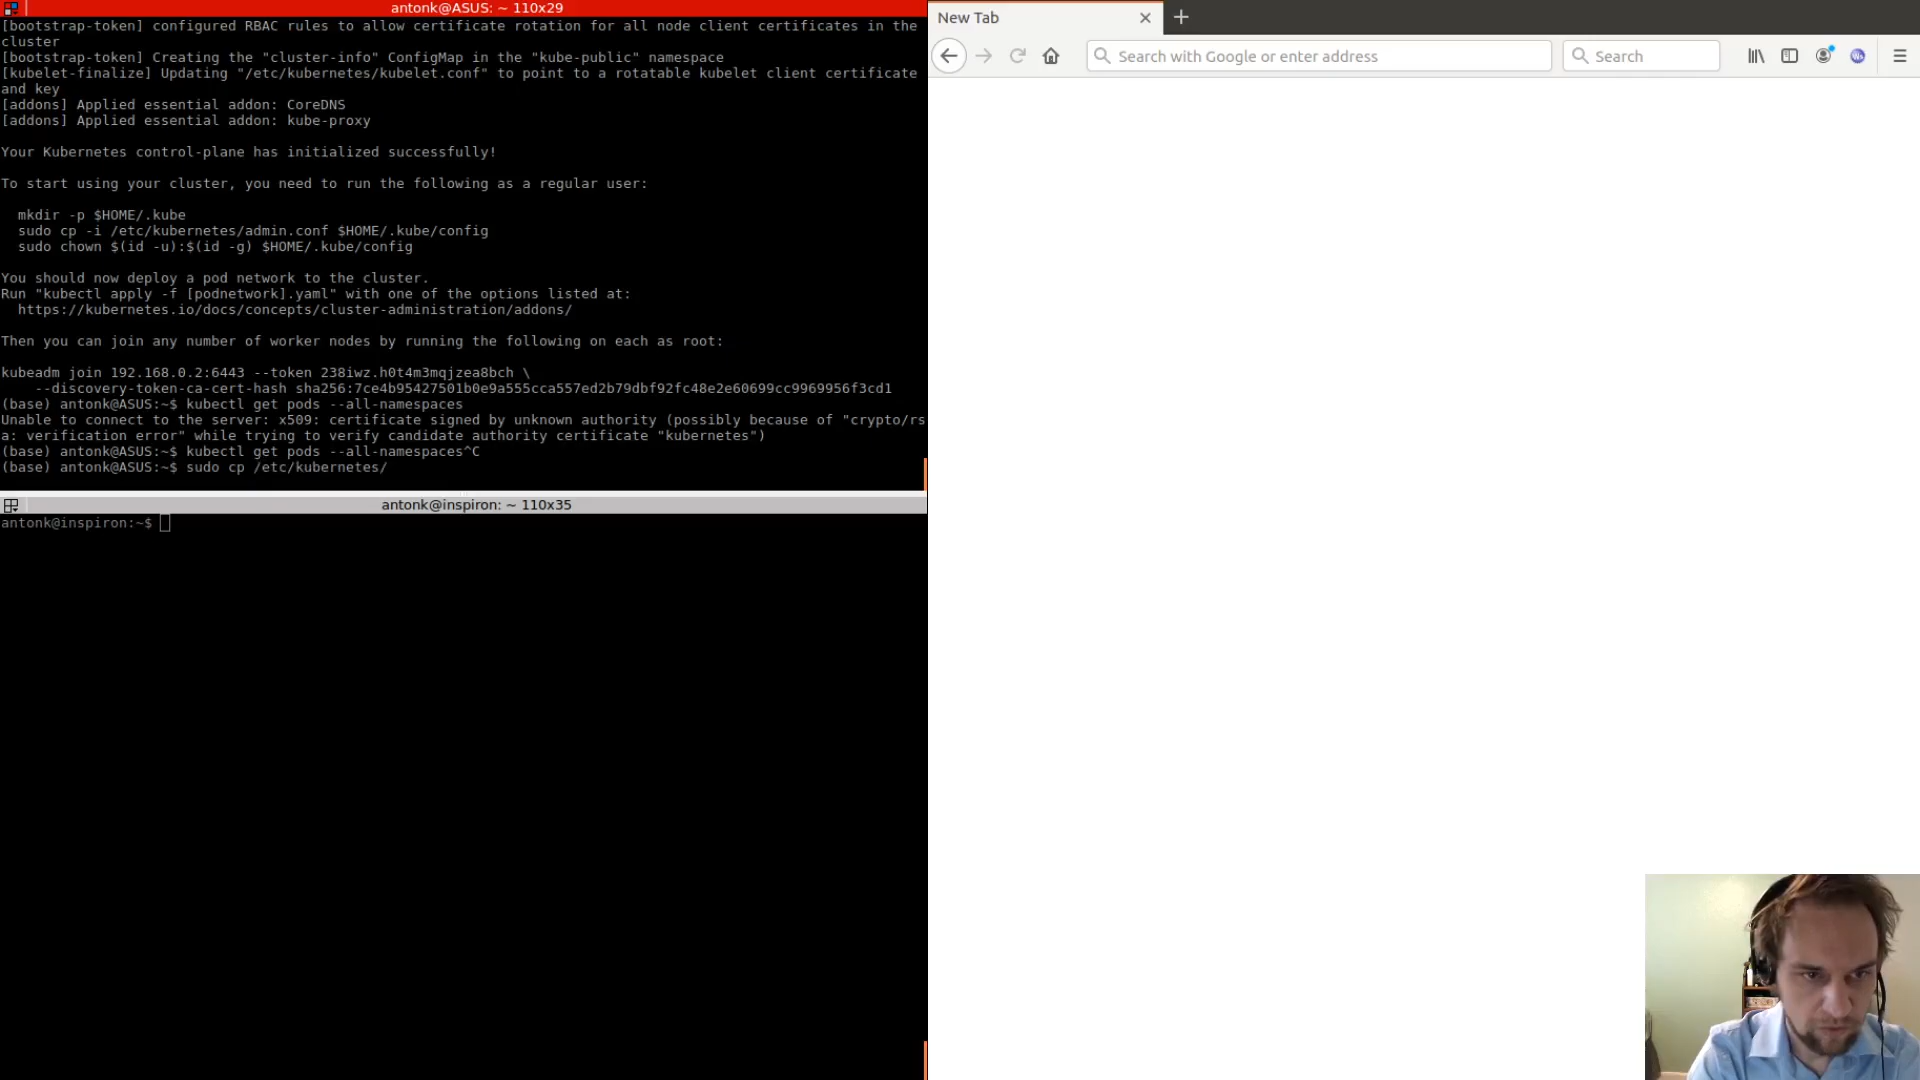 antonk@ASUS: ~ 110x29
[bootstrap-token] configured RBAC rules to allow certificate rotation for all node client certificates in the
cluster
[bootstrap-token] Creating the "cluster-info" ConfigMap in the "kube-public" namespace
[kubelet-finalize] Updating "/etc/kubernetes/kubelet.conf" to point to a rotatable kubelet client certificate
and key
[addons] Applied essential addon: CoreDNS
[addons] Applied essential addon: kube-proxy
Your Kubernetes control-plane has initialized successfully!
To start using your cluster, you need to run the following as a regular user:
mkdir -p $HOME/.kube
sudo cp -i /etc/kubernetes/admin.conf $HOME/.kube/config
sudo chown $(id -u):$(id -g) $HOME/.kube/config
You should now deploy a pod network to the cluster.
Run "kubectl apply -f [podnetwork].yaml" with one of the options listed at:
https://kubernetes.io/docs/concepts/cluster-administration/addons/
Then you can join any number of worker nodes by running the following on each as root:
kubeadm join 192.168.0.2:6443 --token 238iwz.h0t4m3mqjzea8bch \
--discovery-token-ca-cert-hash sha256:7ce4b95427501b0e9a555cca557ed2b79dbf92fc48e2e60699cc9969956f3cd1
(base) antonk@ASUS:~$ kubectl get pods --all-namespaces
Unable to connect to the server: x509: certificate signed by unknown authority (possibly because of "crypto/rs
a: verification error" while trying to verify candidate authority certificate "kubernetes")
(base) antonk@ASUS:~$ kubectl get pods --all-namespaces^C
(base) antonk@ASUS:~$ sudo cp /etc/kubernetes/
antonk@inspiron: ~ 110x35
antonk@inspiron:~$
New Tab
Search with Google or enter address
Search